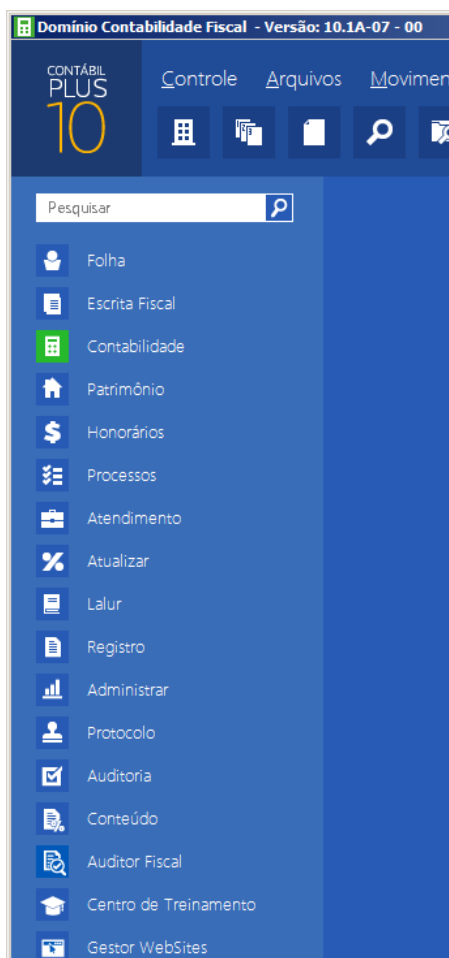 Domínio Contabilidade Fiscal - Versão: 10.1A-07 - 00
CONTÁBIL
PLUS
10
Controle Arquivos
Pesquisar
Folha
Escrita Fiscal
Contabilidade
Patrimônio
Honorários
Processos
Atendimento
Atualizar
Lalur
Registro
Administrar
Protocolo
Auditoria
Conteúdo
Auditor Fiscal
Centro de Treinamento
Gestor WebSites